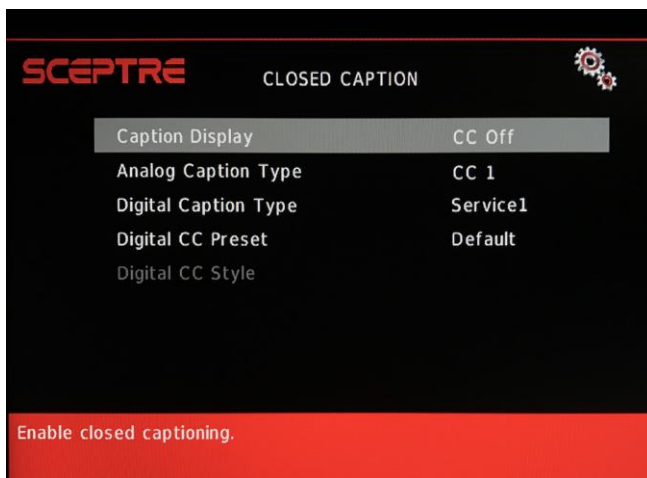 SCEPTRE
CLOSED CAPTION
Caption Display CC Off
Analog Caption Type CC 1
Digital Caption Type Service1
Digital CC Preset Default
Digital CC Style
Enable closed captioning.